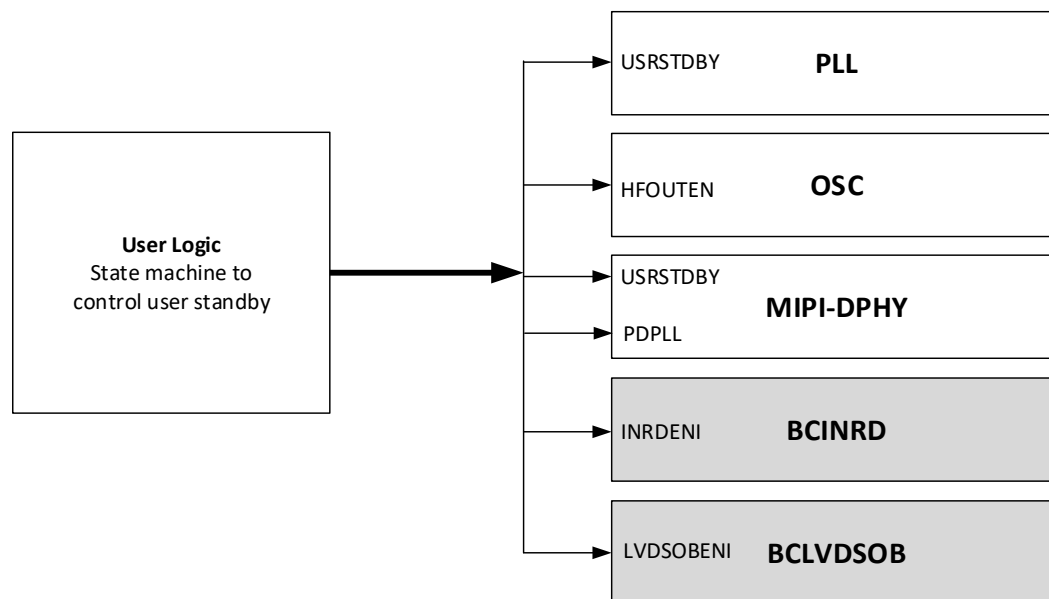 USRSTDBY PLL
HFOUTEN OSC
User Logic
State machine to
control user standby
USRSTDBY
MIPI-DPHY
PDPLL
INRDENI BCINRD
LVDSOBENI BCLVDSOB